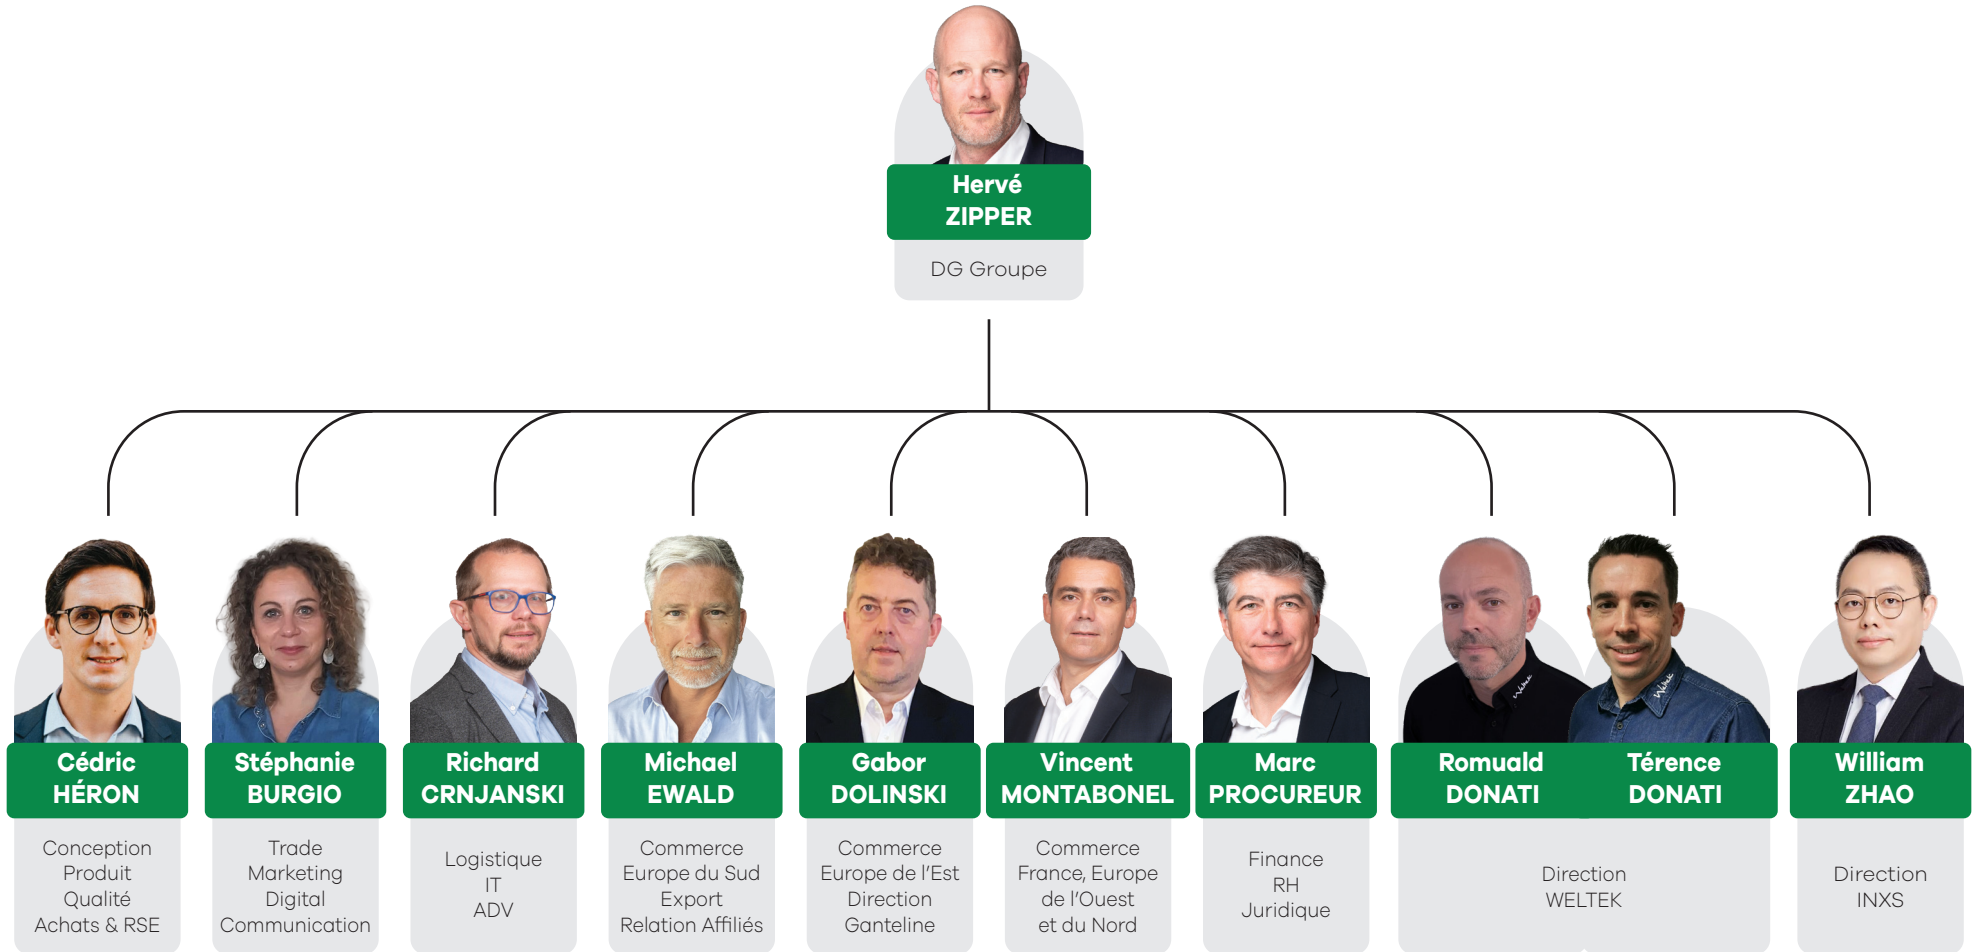 Hervé
ZIPPER
DG Groupe
Cédric
HÉRON
Conception
Produit
Qualité
Achats & RSE
Stéphanie
BURGIO
Trade
Marketing
Digital
Communication
Richard
CRNJANSKI
Logistique
IT
ADV
Michael
EWALD
Commerce
Europe du Sud
Export
Relation Affiliés
Gabor
DOLINSKI
Commerce
Europe de l'Est
Direction
Ganteline
Vincent
MONTABONEL
Commerce
France, Europe
de l'Ouest
et du Nord
Marc
PROCUREUR
Finance
RH
Juridique
Weltek
Romuald
DONATI
Weltek
Térence
DONATI
Direction
WELTEK
William
ZHAO
Direction
INXS